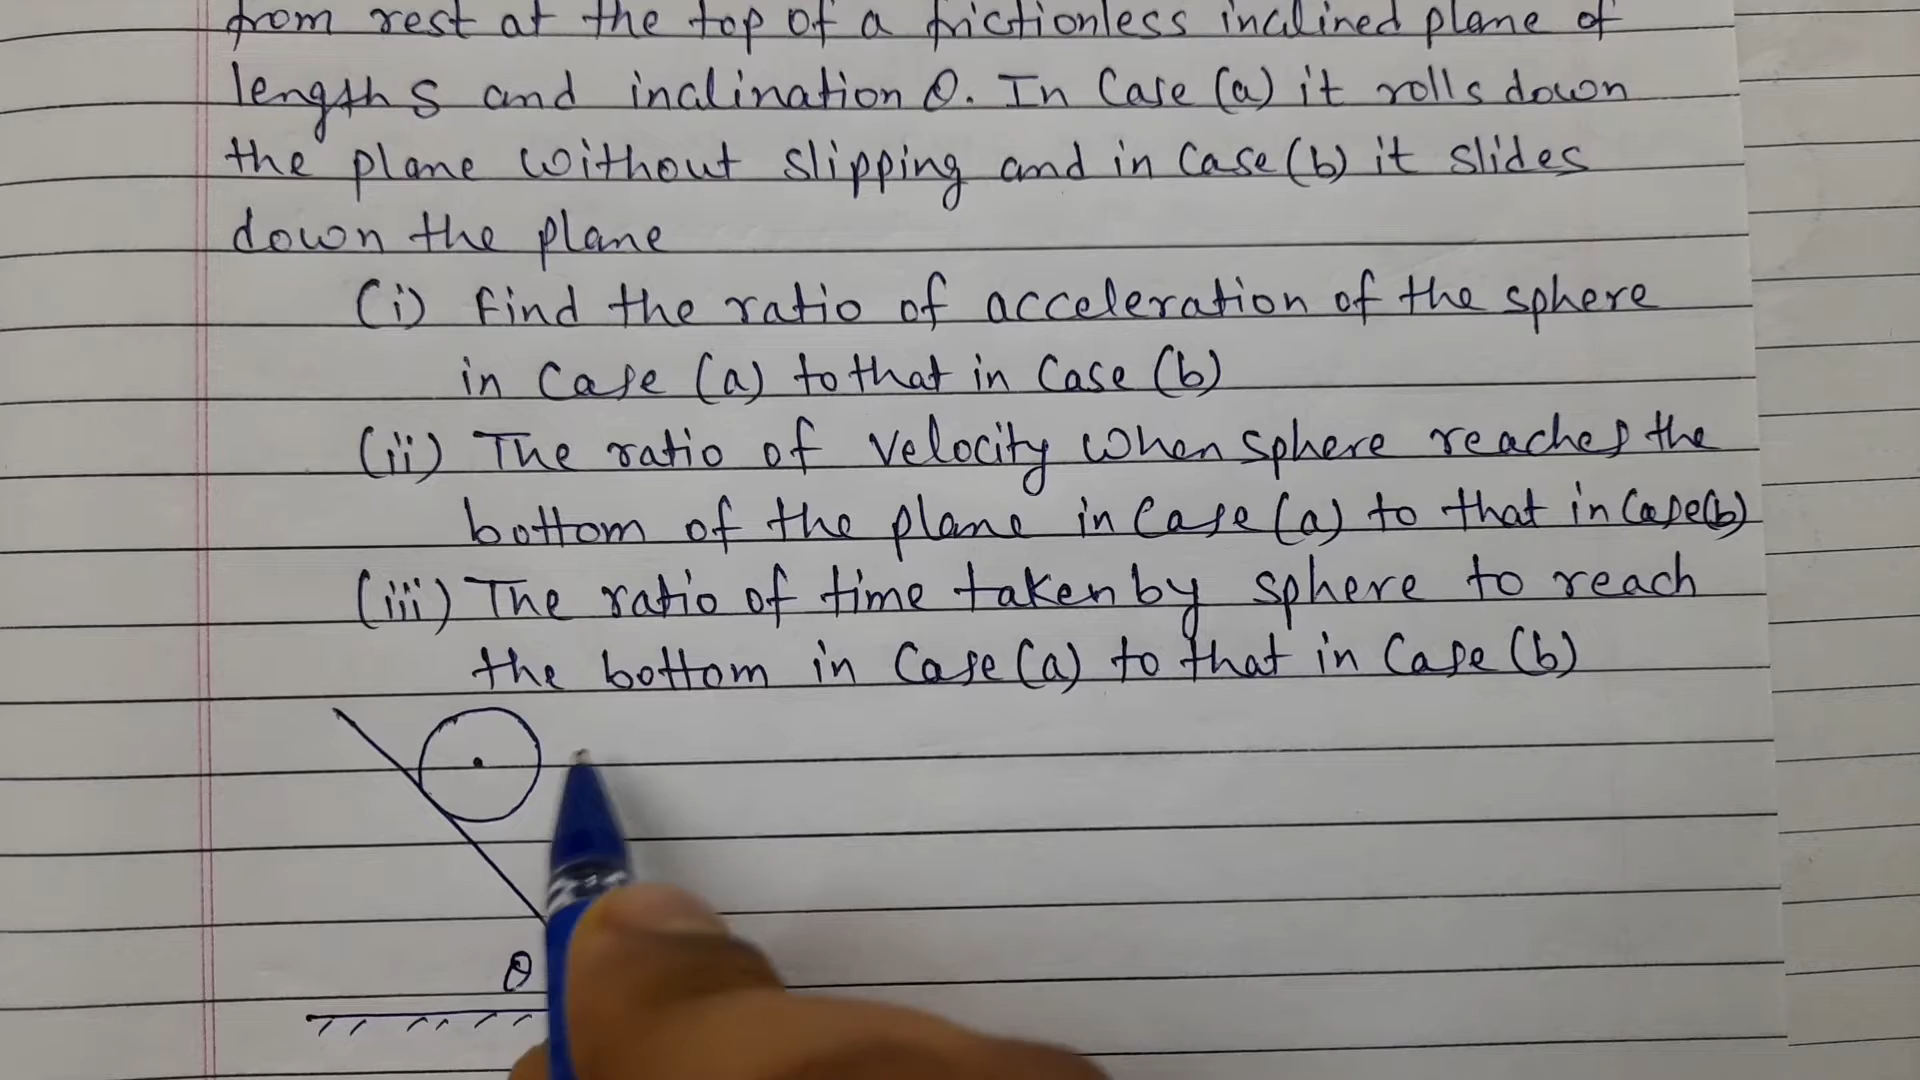 from rest at the top of a frictionless inclined plane of
length S and inclination θ. In Case (a) it rolls down
the plane without slipping and in Case (b) it slides
down the plane
(i) Find the ratio of acceleration of the sphere
in Case (a) to that in Case (b)
(ii) The ratio of velocity when sphere reaches the
bottom of the plane in Case (a) to that in Case (b)
(iii) The ratio of time taken by sphere to reach
the bottom in Case (a) to that in Case (b)
θ